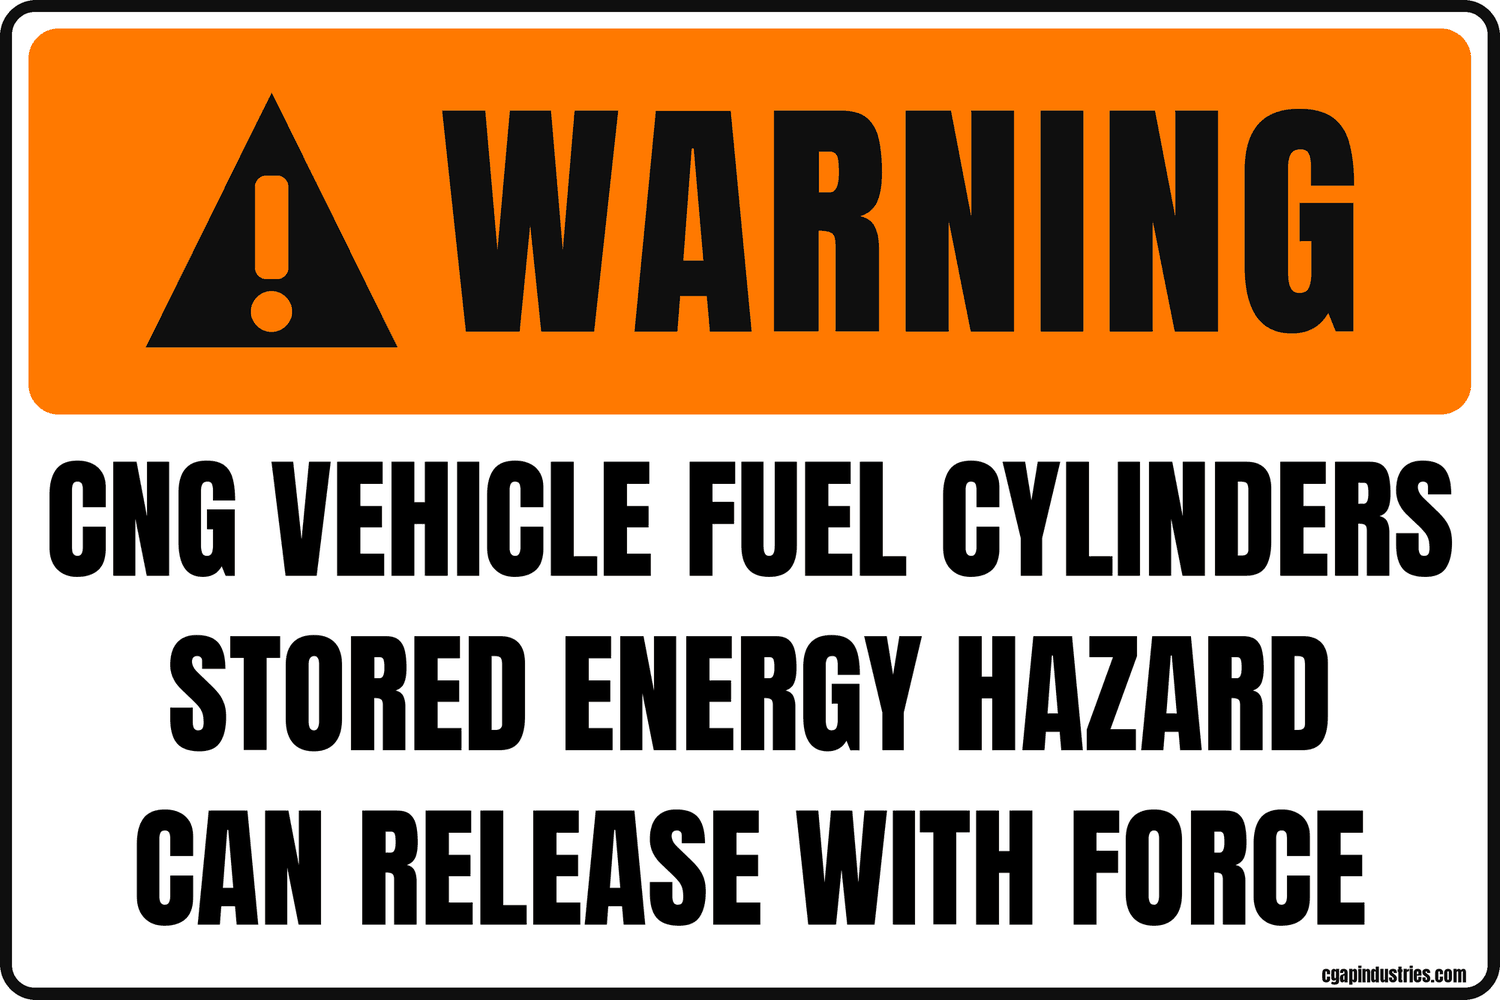 WARNING
CNG VEHICLE FUEL CYLINDERS
STORED ENERGY HAZARD
CAN RELEASE WITH FORCE
cgapindustries.com